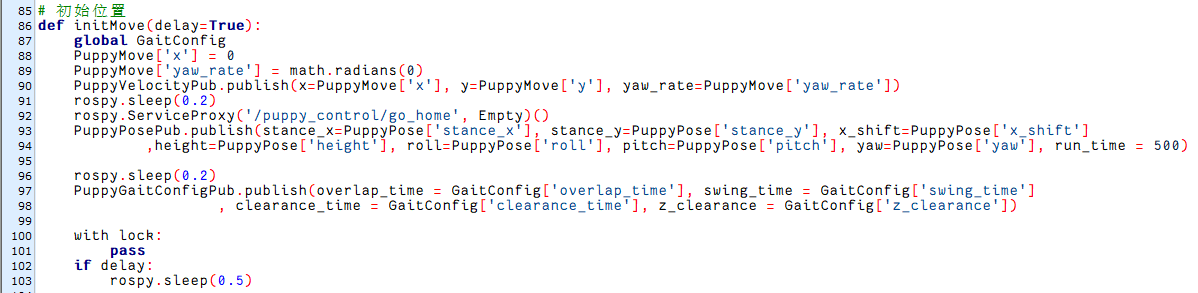 85 # 初始位置
86 def initMove(delay=True):
87     global GaitConfig
88     PuppyMove['x'] = 0
89     PuppyMove['yaw_rate'] = math.radians(0)
90     PuppyVelocityPub.publish(x=PuppyMove['x'], y=PuppyMove['y'], yaw_rate=PuppyMove['yaw_rate'])
91     rospy.sleep(0.2)
92     rospy.ServiceProxy('/puppy_control/go_home', Empty)()
93     PuppyPosePub.publish(stance_x=PuppyPose['stance_x'], stance_y=PuppyPose['stance_y'], x_shift=PuppyPose['x_shift']
94             ,height=PuppyPose['height'], roll=PuppyPose['roll'], pitch=PuppyPose['pitch'], yaw=PuppyPose['yaw'], run_time = 500)
95
96     rospy.sleep(0.2)
97     PuppyGaitConfigPub.publish(overlap_time = GaitConfig['overlap_time'], swing_time = GaitConfig['swing_time']
98                     , clearance_time = GaitConfig['clearance_time'], z_clearance = GaitConfig['z_clearance'])
99
100     with lock:
101         pass
102     if delay:
103         rospy.sleep(0.5)